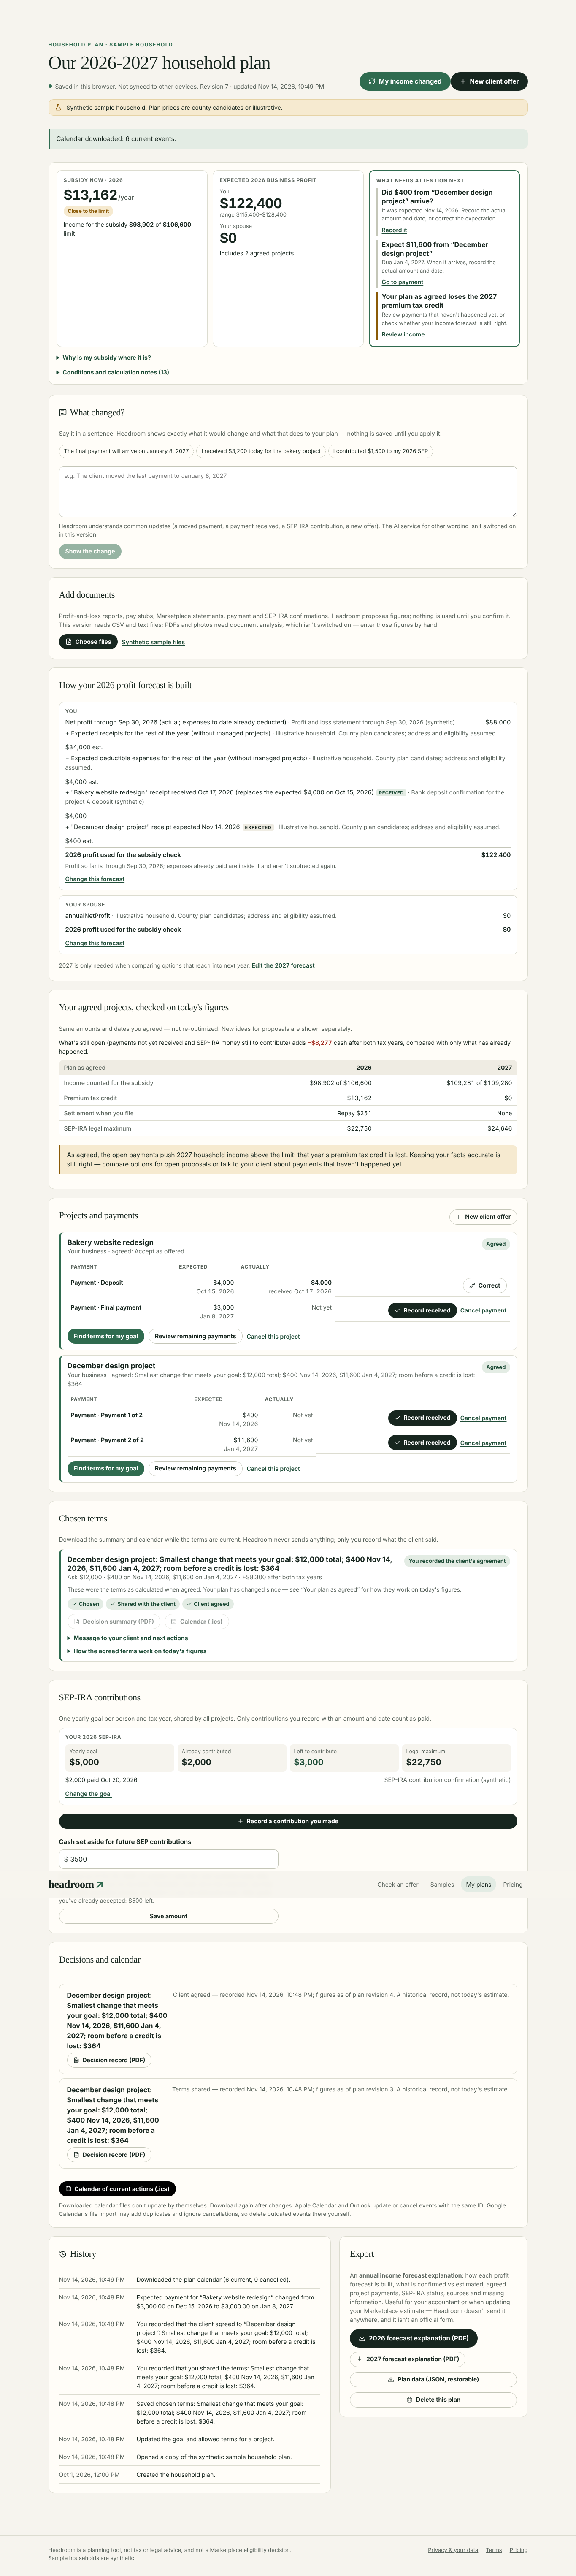 HOUSEHOLD PLAN · SAMPLE HOUSEHOLD
Our 2026-2027 household plan
Saved in this browser. Not synced to other devices. Revision 7 · updated Nov 14, 2026, 10:49 PM
My income changed
New client offer
Synthetic sample household. Plan prices are county candidates or illustrative.
Calendar downloaded: 6 current events.
SUBSIDY NOW · 2026
$13,162/year
Close to the limit
Income for the subsidy $98,902 of $106,600
limit
EXPECTED 2026 BUSINESS PROFIT
You
$122,400
range $115,400–$128,400
Your spouse
$0
Includes 2 agreed projects
WHAT NEEDS ATTENTION NEXT
Did $400 from “December design
project” arrive?
It was expected Nov 14, 2026. Record the actual
amount and date, or correct the expectation.
Record it
Expect $11,600 from “December
design project”
Due Jan 4, 2027. When it arrives, record the
actual amount and date.
Go to payment
Your plan as agreed loses the 2027
premium tax credit
Review payments that haven't happened yet, or
check whether your income forecast is still right.
Review income
Why is my subsidy where it is?
Conditions and calculation notes (13)
What changed?
Say it in a sentence. Headroom shows exactly what it would change and what that does to your plan — nothing is saved until you apply it.
The final payment will arrive on January 8, 2027
I received $3,200 today for the bakery project
I contributed $1,500 to my 2026 SEP
e.g. The client moved the last payment to January 8, 2027
Headroom understands common updates (a moved payment, a payment received, a SEP-IRA contribution, a new offer). The AI service for other wording isn't switched on
in this version.
Show the change
Add documents
Profit-and-loss reports, pay stubs, Marketplace statements, payment and SEP-IRA confirmations. Headroom proposes figures; nothing is used until you confirm it.
This version reads CSV and text files; PDFs and photos need document analysis, which isn't switched on — enter those figures by hand.
Choose files
Synthetic sample files
How your 2026 profit forecast is built
YOU
Net profit through Sep 30, 2026 (actual; expenses to date already deducted) · Profit and loss statement through Sep 30, 2026 (synthetic)
$88,000
+ Expected receipts for the rest of the year (without managed projects) · Illustrative household. County plan candidates; address and eligibility assumed.
$34,000 est.
− Expected deductible expenses for the rest of the year (without managed projects) · Illustrative household. County plan candidates; address and eligibility
assumed.
$4,000 est.
+ "Bakery website redesign" receipt received Oct 17, 2026 (replaces the expected $4,000 on Oct 15, 2026) RECEIVED · Bank deposit confirmation for the
project A deposit (synthetic)
$4,000
+ "December design project" receipt expected Nov 14, 2026 EXPECTED · Illustrative household. County plan candidates; address and eligibility assumed.
$400 est.
2026 profit used for the subsidy check
$122,400
Profit so far is through Sep 30, 2026; expenses already paid are inside it and aren't subtracted again.
Change this forecast
YOUR SPOUSE
annualNetProfit · Illustrative household. County plan candidates; address and eligibility assumed.
$0
2026 profit used for the subsidy check
$0
Change this forecast
2027 is only needed when comparing options that reach into next year. Edit the 2027 forecast
Your agreed projects, checked on today's figures
Same amounts and dates you agreed — not re-optimized. New ideas for proposals are shown separately.
What's still open (payments not yet received and SEP-IRA money still to contribute) adds −$8,277 cash after both tax years, compared with only what has already
happened.
Plan as agreed 2026 2027
Income counted for the subsidy $98,902 of $106,600 $109,281 of $109,280
Premium tax credit $13,162 $0
Settlement when you file Repay $251 None
SEP-IRA legal maximum $22,750 $24,646
As agreed, the open payments push 2027 household income above the limit: that year's premium tax credit is lost. Keeping your facts accurate is
still right — compare options for open proposals or talk to your client about payments that haven't happened yet.
Projects and payments
New client offer
Bakery website redesign
Your business · agreed: Accept as offered
Agreed
PAYMENT EXPECTED ACTUALLY
Payment · Deposit $4,000 $4,000
Oct 15, 2026 received Oct 17, 2026
Correct
Payment · Final payment $3,000 Not yet
Jan 8, 2027
Record received Cancel payment
Find terms for my goal Review remaining payments Cancel this project
December design project
Your business · agreed: Smallest change that meets your goal: $12,000 total; $400 Nov 14, 2026, $11,600 Jan 4, 2027; room before a credit is lost:
$364
Agreed
PAYMENT EXPECTED ACTUALLY
Payment · Payment 1 of 2 $400 Not yet
Nov 14, 2026
Record received Cancel payment
Payment · Payment 2 of 2 $11,600 Not yet
Jan 4, 2027
Record received Cancel payment
Find terms for my goal Review remaining payments Cancel this project
Chosen terms
Download the summary and calendar while the terms are current. Headroom never sends anything; only you record what the client said.
December design project: Smallest change that meets your goal: $12,000 total; $400 Nov 14,
2026, $11,600 Jan 4, 2027; room before a credit is lost: $364
You recorded the client's agreement
Ask $12,000 · $400 on Nov 14, 2026, $11,600 on Jan 4, 2027 · +$8,300 after both tax years
These were the terms as calculated when agreed. Your plan has changed since — see "Your plan as agreed" for how they work on today's figures.
Chosen Shared with the client Client agreed
Decision summary (PDF) Calendar (.ics)
Message to your client and next actions
How the agreed terms work on today's figures
SEP-IRA contributions
One yearly goal per person and tax year, shared by all projects. Only contributions you record with an amount and date count as paid.
YOUR 2026 SEP-IRA
Yearly goal Already contributed Left to contribute Legal maximum
$5,000 $2,000 $3,000 $22,750
$2,000 paid Oct 20, 2026
SEP-IRA contribution confirmation (synthetic)
Change the goal
Record a contribution you made
Cash set aside for future SEP contributions
$ 3500
headroom
Check an offer Samples My plans Pricing
you've already accepted: $500 left.
Save amount
Decisions and calendar
December design project:
Smallest change that meets
your goal: $12,000 total; $400
Nov 14, 2026, $11,600 Jan 4,
2027; room before a credit is
lost: $364
Client agreed — recorded Nov 14, 2026, 10:48 PM; figures as of plan revision 4. A historical record, not today's estimate.
Decision record (PDF)
December design project:
Smallest change that meets
your goal: $12,000 total;
$400 Nov 14, 2026, $11,600
Jan 4, 2027; room before a
credit is lost: $364
Terms shared — recorded Nov 14, 2026, 10:48 PM; figures as of plan revision 3. A historical record, not today's estimate.
Decision record (PDF)
Calendar of current actions (.ics)
Downloaded calendar files don't update by themselves. Download again after changes: Apple Calendar and Outlook update or cancel events with the same ID; Google
Calendar's file import may add duplicates and ignore cancellations, so delete outdated events there yourself.
History
Nov 14, 2026, 10:49 PM Downloaded the plan calendar (6 current, 0 cancelled).
Nov 14, 2026, 10:48 PM Expected payment for "Bakery website redesign" changed from
$3,000.00 on Dec 15, 2026 to $3,000.00 on Jan 8, 2027.
Nov 14, 2026, 10:48 PM You recorded that the client agreed to "December design
project": Smallest change that meets your goal: $12,000 total;
$400 Nov 14, 2026, $11,600 Jan 4, 2027; room before a credit is
lost: $364.
Nov 14, 2026, 10:48 PM You recorded that you shared the terms: Smallest change that
meets your goal: $12,000 total; $400 Nov 14, 2026, $11,600 Jan
4, 2027; room before a credit is lost: $364.
Nov 14, 2026, 10:48 PM Saved chosen terms: Smallest change that meets your goal:
$12,000 total; $400 Nov 14, 2026, $11,600 Jan 4, 2027; room
before a credit is lost: $364.
Nov 14, 2026, 10:48 PM Updated the goal and allowed terms for a project.
Nov 14, 2026, 10:48 PM Opened a copy of the synthetic sample household plan.
Oct 1, 2026, 12:00 PM Created the household plan.
Export
An annual income forecast explanation: how each profit
forecast is built, what is confirmed vs estimated, agreed
project payments, SEP-IRA status, sources and missing
information. Useful for your accountant or when updating
your Marketplace estimate — Headroom doesn't send it
anywhere, and it isn't an official form.
2026 forecast explanation (PDF)
2027 forecast explanation (PDF)
Plan data (JSON, restorable)
Delete this plan
Headroom is a planning tool, not tax or legal advice, and not a Marketplace eligibility decision.
Sample households are synthetic.
Privacy & your data Terms Pricing